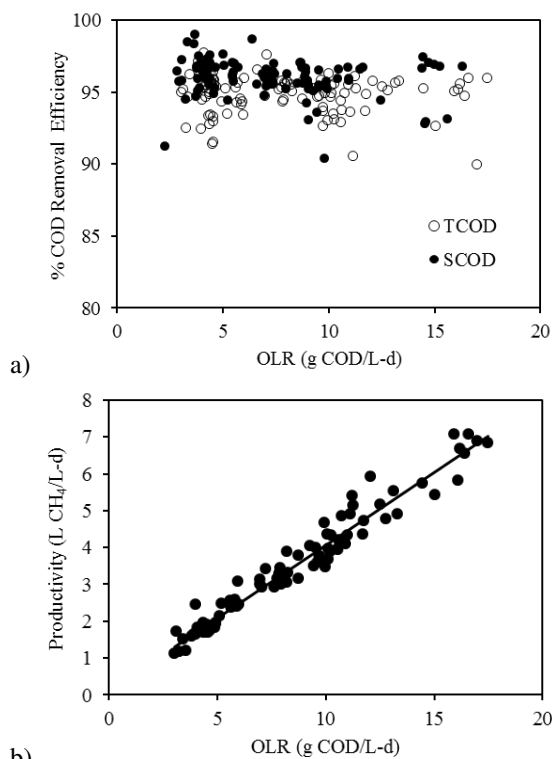 100
95
90
85
80
% COD Removal Efficiency
TCOD
SCOD
0 5 10 15 20
OLR (g COD/L-d)
a)
8
7
6
5
4
3
2
1
0
Productivity (L CH₄/L-d)
0 5 10 15 20
OLR (g COD/L-d)
b)